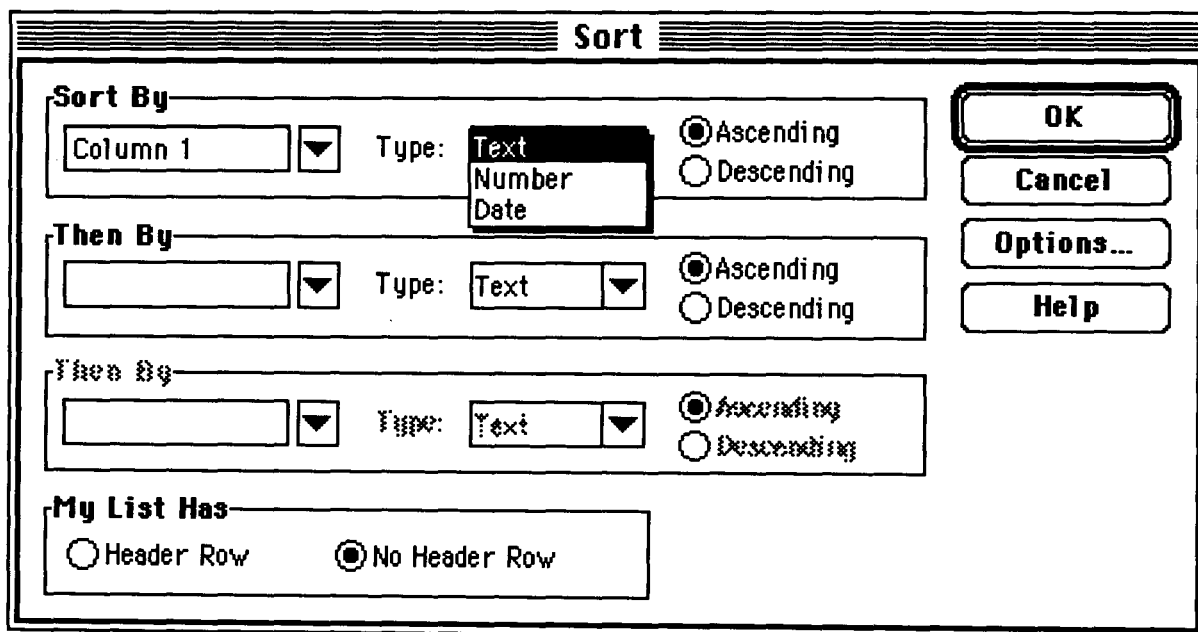 Sort
Sort By
Column 1
Type:
Text
Number
Date
Ascending
Descending
Then By
Type:
Text
Ascending
Descending
Then By
Type:
Text
Ascending
Descending
My List Has
Header Row
No Header Row
OK
Cancel
Options...
Help